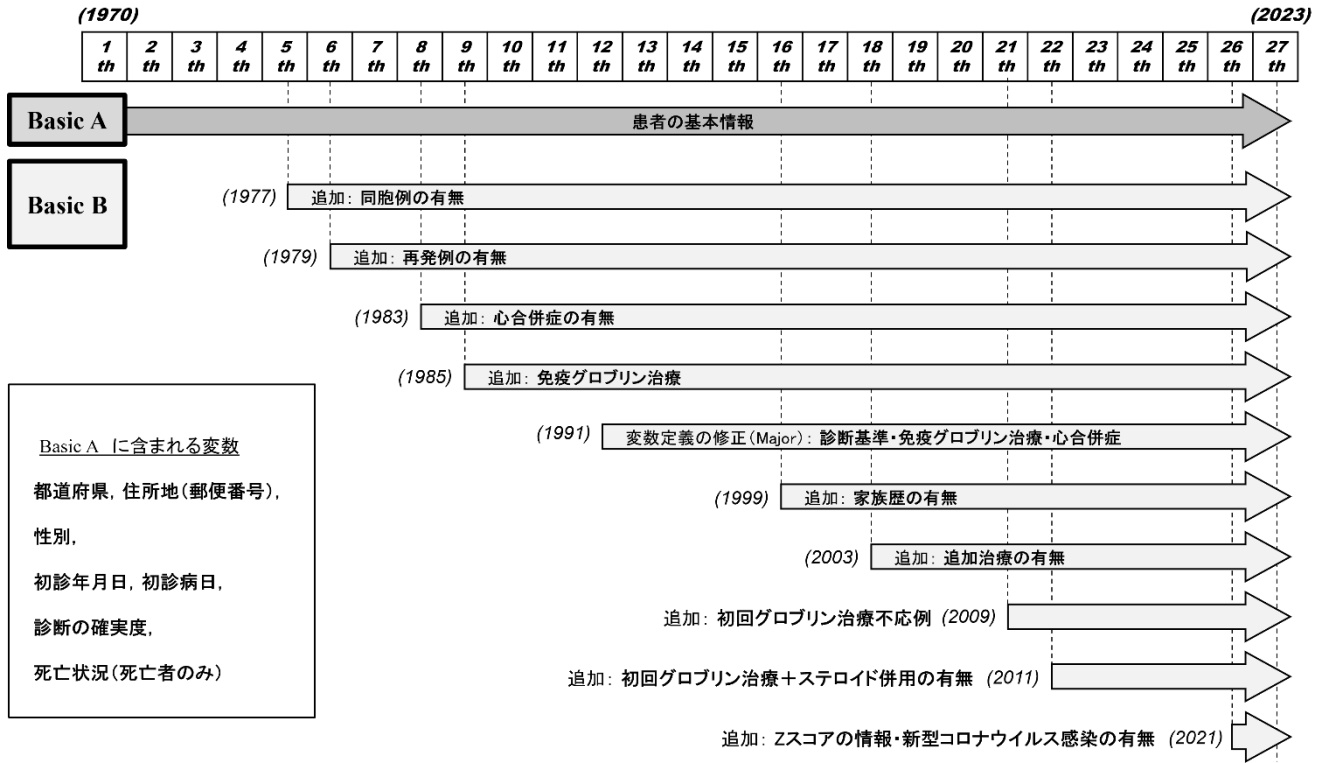 (1970) (2023)
1 2 3 4 5 6 7 8 9 10 11 12 13 14 15 16 17 18 19 20 21 22 23 24 25 26 27
th th th th th th th th th th th th th th th th th th th th th th th th th th th
Basic A 患者の基本情報
Basic B
(1977) 追加: 同胞例の有無
(1979) 追加: 再発例の有無
(1983) 追加: 心合併症の有無
(1985) 追加: 免疫グロブリン治療
(1991) 変数定義の修正(Major): 診断基準・免疫グロブリン治療・心合併症
(1999) 追加: 家族歴の有無
(2003) 追加: 追加治療の有無
追加: 初回グロブリン治療不応例 (2009)
追加: 初回グロブリン治療+ステロイド併用の有無 (2011)
追加: Zスコアの情報・新型コロナウイルス感染の有無 (2021)
Basic A に含まれる変数
都道府県, 住所地(郵便番号),
性別,
初診年月日, 初診病日,
診断の確実度,
死亡状況(死亡者のみ)